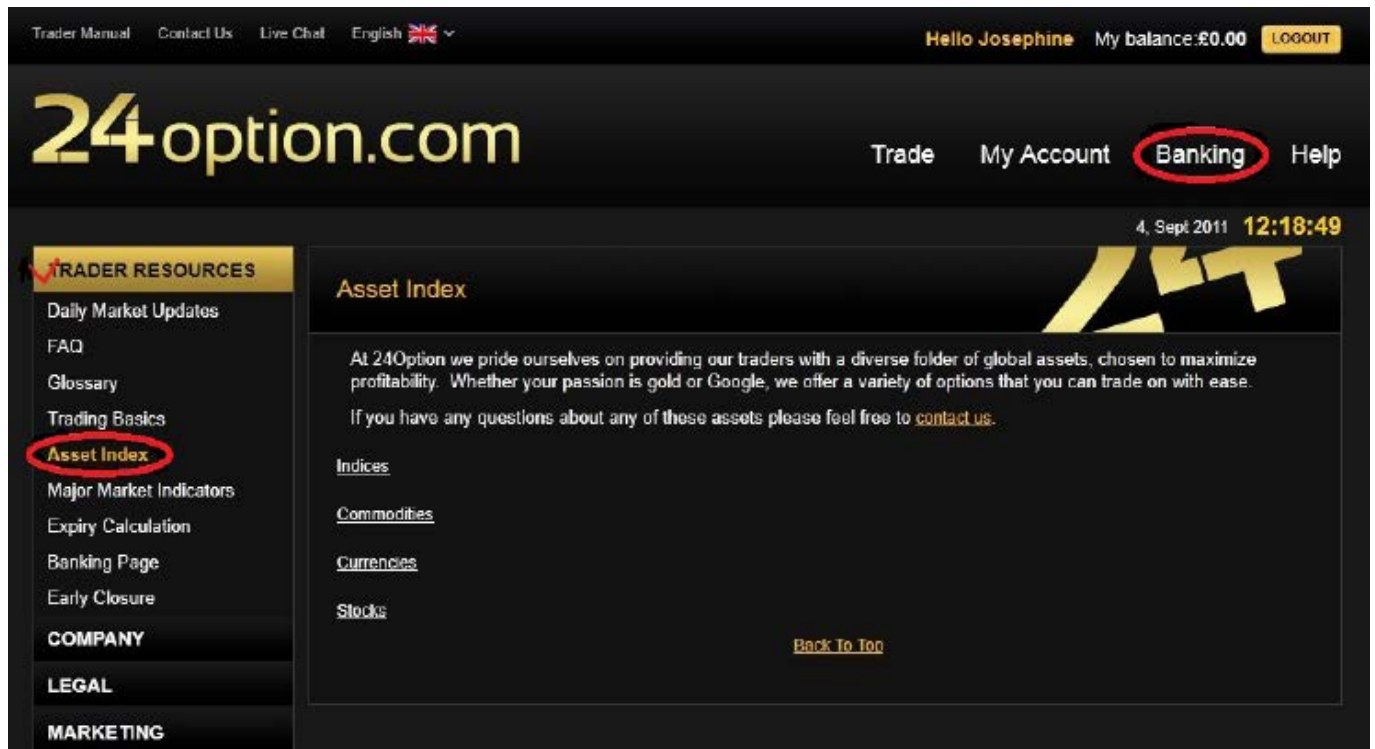 Trader Manual Contact Us Live Chat English
Hello Josephine My balance:£0.00 LOGOUT
24option.com
Trade My Account Banking Help
4, Sept 2011 12:18:49
TRADER RESOURCES
Daily Market Updates
FAQ
Glossary
Trading Basics
Asset Index
Major Market Indicators
Expiry Calculation
Banking Page
Early Closure
COMPANY
LEGAL
MARKETING
Asset Index
24
At 24Option we pride ourselves on providing our traders with a diverse folder of global assets, chosen to maximize
profitability. Whether your passion is gold or Google, we offer a variety of options that you can trade on with ease.
If you have any questions about any of these assets please feel free to contact us.
Indices
Commodities
Currencies
Stocks
Back To Top